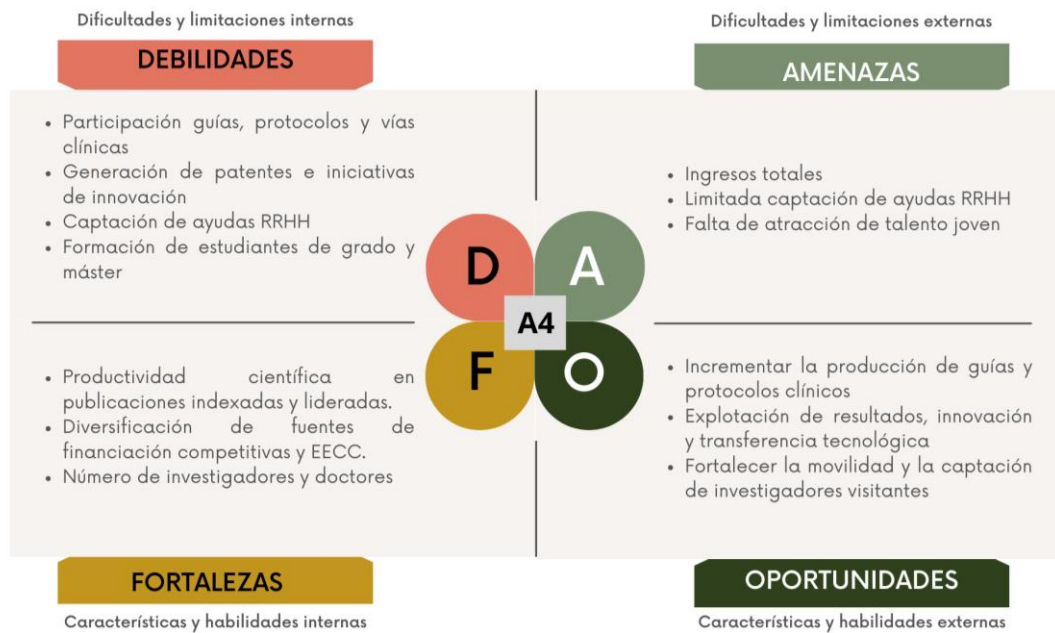 Dificultades y limitaciones internas
DEBILIDADES
• Participación guías, protocolos y vías
clínicas
• Generación de patentes e iniciativas
de innovación
• Captación de ayudas RRHH
• Formación de estudiantes de grado y
máster
Dificultades y limitaciones externas
AMENAZAS
• Ingresos totales
• Limitada captación de ayudas RRHH
• Falta de atracción de talento joven
D
A
A4
F
O
• Productividad científica en
publicaciones indexadas y lideradas.
• Diversificación de fuentes de
financiación competitivas y EECC.
• Número de investigadores y doctores
FORTALEZAS
Características y habilidades internas
• Incrementar la producción de guías y
protocolos clínicos
• Explotación de resultados, innovación
y transferencia tecnológica
• Fortalecer la movilidad y la captación
de investigadores visitantes
OPORTUNIDADES
Características y habilidades externas